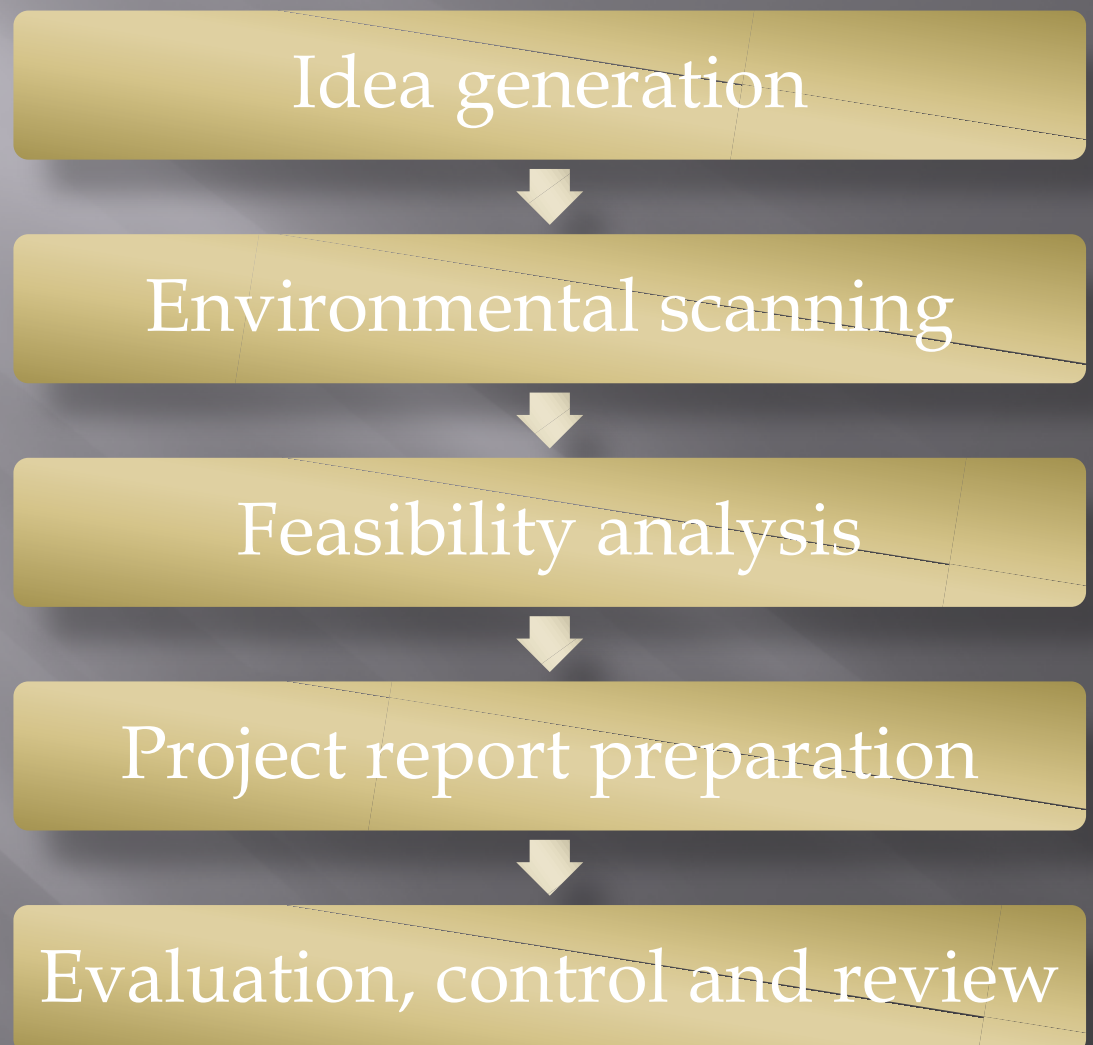 Idea generation
Environmental scanning
Feasibility analysis
Project report preparation
Evaluation, control and review